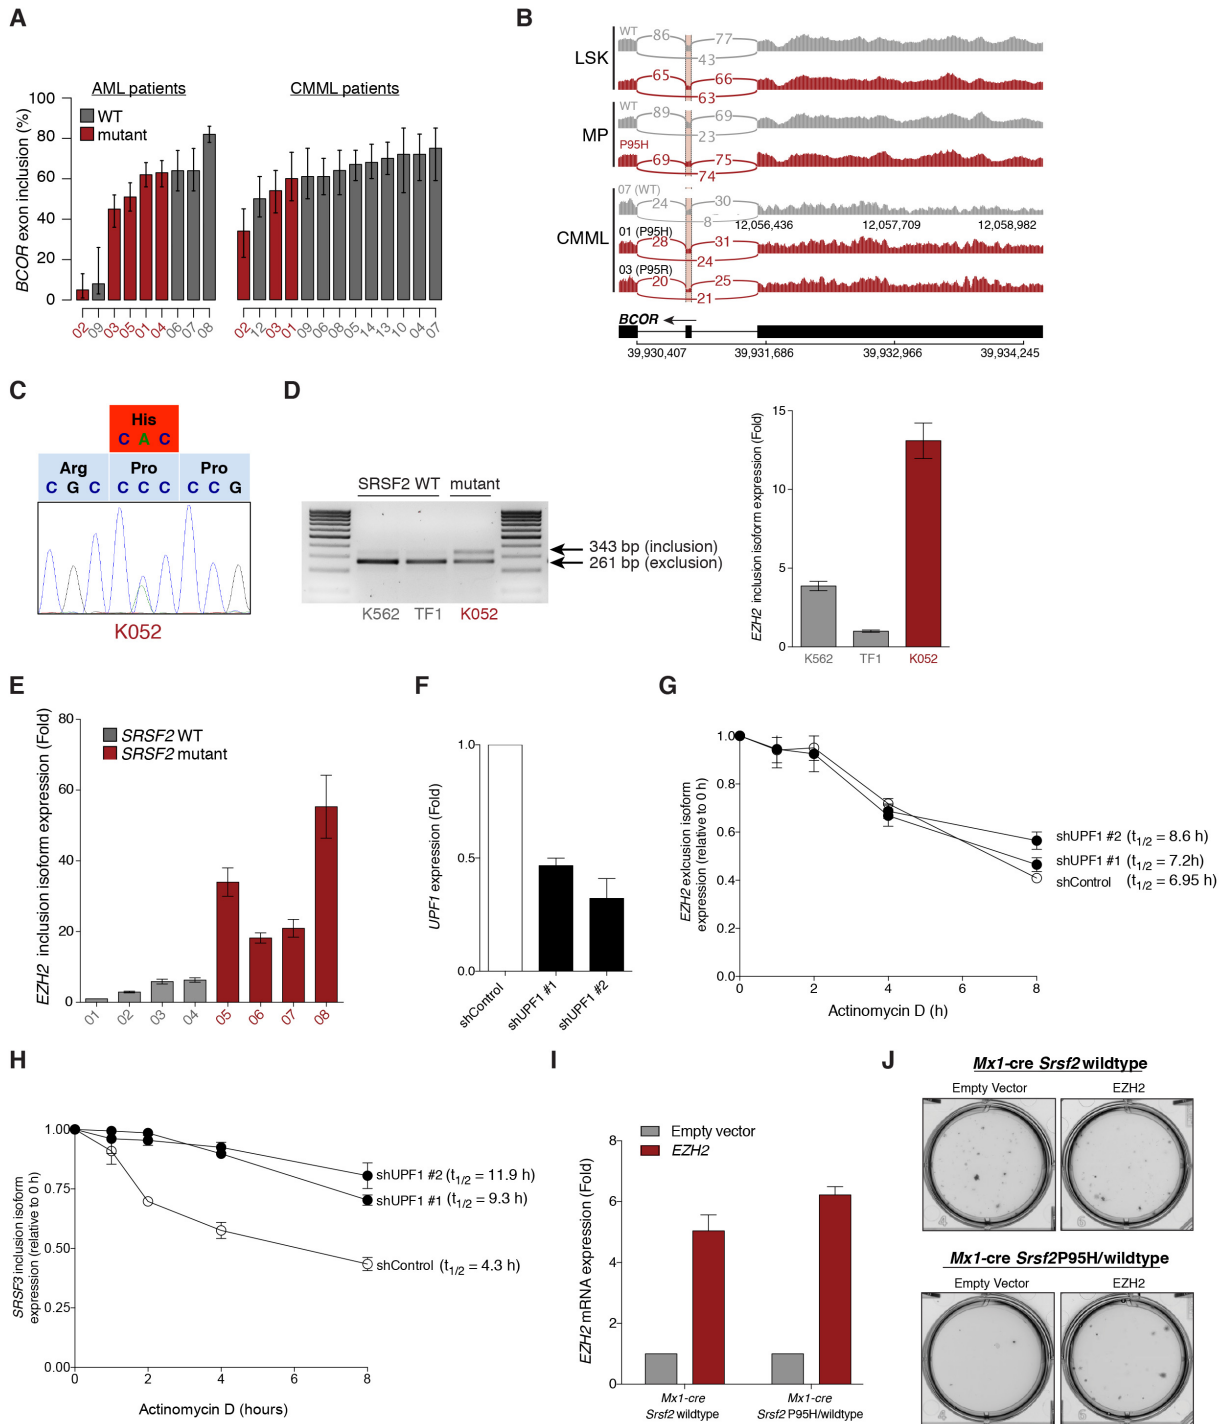 A
AML patients
CMML patients
BCOR exon inclusion (%)
100
80
60
40
20
0
WT
mutant
02 09 03 05 01 04 06 07 08
02 12 03 01 09 06 08 05 14 13 10 04 07
B
LSK
WT
86 77
43
65 66
63
MP
WT
89 69
23
P95H
69 75
74
CMML
07 (WT)
24 30
8
12,056,436 12,057,709 12,058,982
01 (P95H)
28 31
24
03 (P95R)
20 25
21
BCOR
39,930,407 39,931,686 39,932,966 39,934,245
C
His
C A C
Arg Pro Pro
C G C C C C C C G
K052
D
SRSF2 WT mutant
343 bp (inclusion)
261 bp (exclusion)
K562 TF1 K052
EZH2 inclusion isoform expression (Fold)
15
10
5
0
K562 TF1 K052
E
EZH2 inclusion isoform expression (Fold)
80
60
40
20
0
SRSF2 WT
SRSF2 mutant
01 02 03 04 05 06 07 08
F
UPF1 expression (Fold)
1.0
0.5
0.0
shControl shUPF1 #1 shUPF1 #2
G
EZH2 exlcusion isoform
expression (relative to 0 h)
1.0
0.8
0.6
0.4
0.2
0.0
shUPF1 #2 (t1/2 = 8.6 h)
shUPF1 #1 (t1/2 = 7.2h)
shControl (t1/2 = 6.95 h)
0 2 4 6 8
Actinomycin D (h)
H
SRSF3 inclusion isoform
expression (relative to 0 h)
1.00
0.75
0.50
0.25
0.00
shUPF1 #2 (t1/2 = 11.9 h)
shUPF1 #1 (t1/2 = 9.3 h)
shControl (t1/2 = 4.3 h)
0 2 4 6 8
Actinomycin D (hours)
I
EZH2 mRNA expression (Fold)
8
6
4
2
0
Empty vector
EZH2
Mx1-cre Mx1-cre
Srsf2 wildtype Srsf2 P95H/wildtype
J
Mx1-cre Srsf2 wildtype
Empty Vector EZH2
Mx1-cre Srsf2P95H/wildtype
Empty Vector EZH2